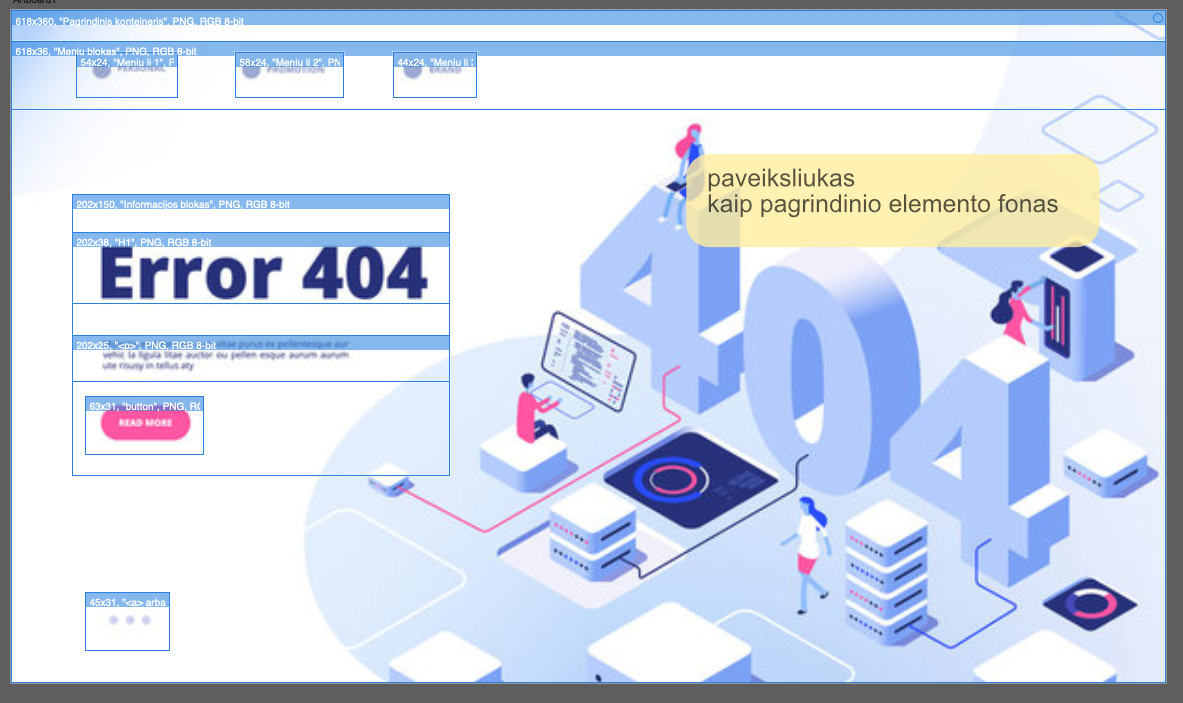 Artboard1
618x360, "Pagrindinis konteineris", PNG, RGB 8-bit
618x36, "Meniu blokas", PNG, RGB 8-bit
54x24, "Meniu li 1", P
58x24, "Meniu li 2", PN
44x24, "Meniu li
PERSONAL
PROMOTION
BRAND
paveiksliukas
kaip pagrindinio elemento fonas
202x150, "Informacijos blokas", PNG, RGB 8-bit
202x38, "H1", PNG, RGB 8-bit
Error 404
202x25, "<p>", PNG, RGB 8-bit
vitae purus ex pellentesque aur
vehic la ligula litae auctor ou pellen esque aurum aurum
ute risusy in tellus aty
63x31, "button", PNG, R
READ MORE
45x31, "<a> arba
404